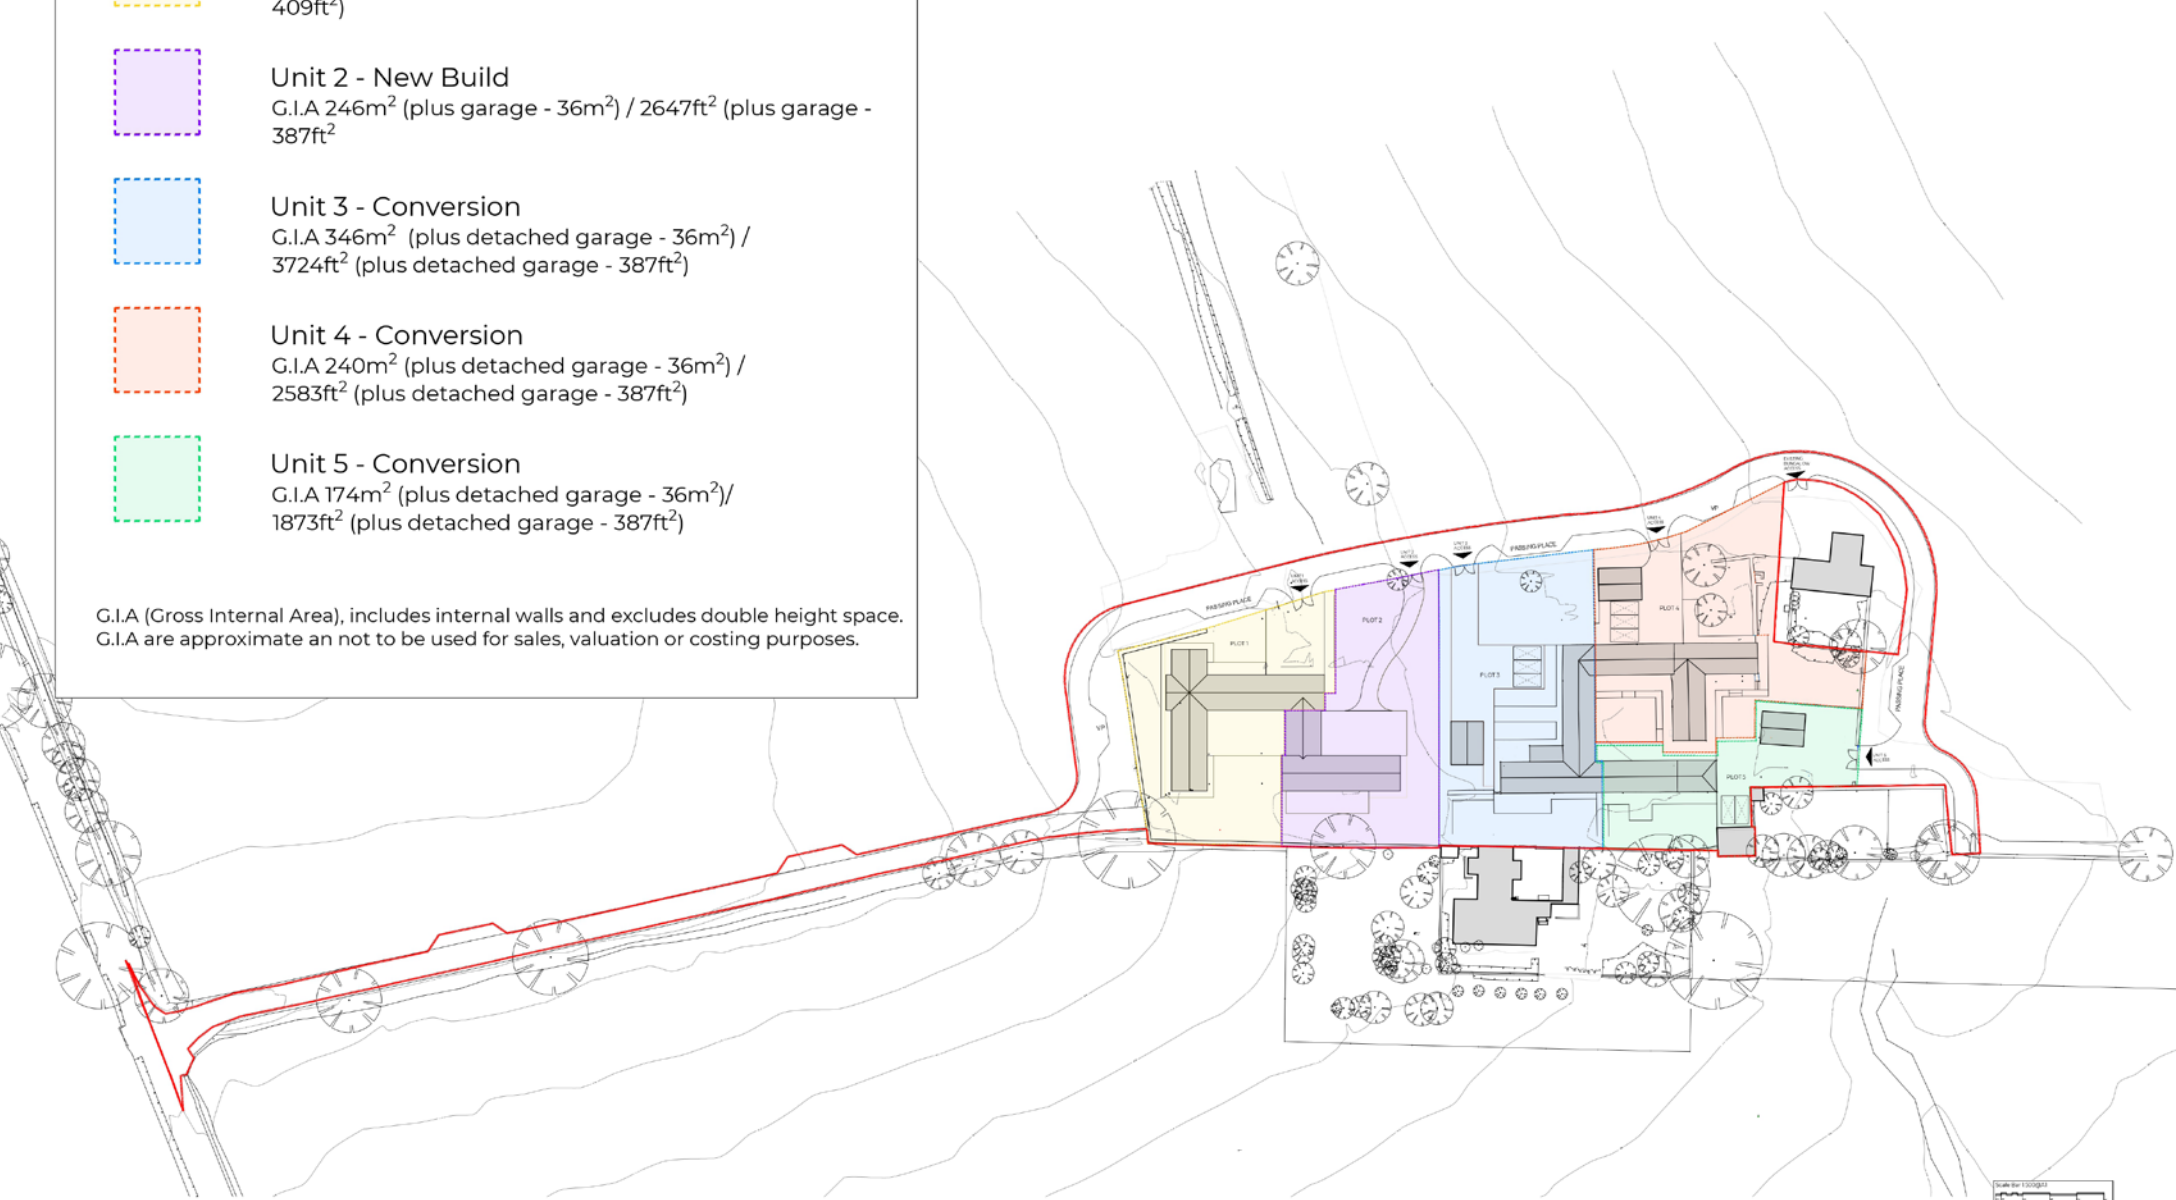 409ft²)
Unit 2 - New Build
G.I.A 246m² (plus garage - 36m²) / 2647ft² (plus garage -
387ft²
Unit 3 - Conversion
G.I.A 346m² (plus detached garage - 36m²) /
3724ft² (plus detached garage - 387ft²)
Unit 4 - Conversion
G.I.A 240m² (plus detached garage - 36m²) /
2583ft² (plus detached garage - 387ft²)
Unit 5 - Conversion
G.I.A 174m² (plus detached garage - 36m²)/
1873ft² (plus detached garage - 387ft²)
G.I.A (Gross Internal Area), includes internal walls and excludes double height space.
G.I.A are approximate an not to be used for sales, valuation or costing purposes.
VP
PASSING PLACE
PASSING PLACE
PLOT 1
PLOT 2
PLOT 3
PLOT 4
PLOT 5
PASSING PLACE
VP